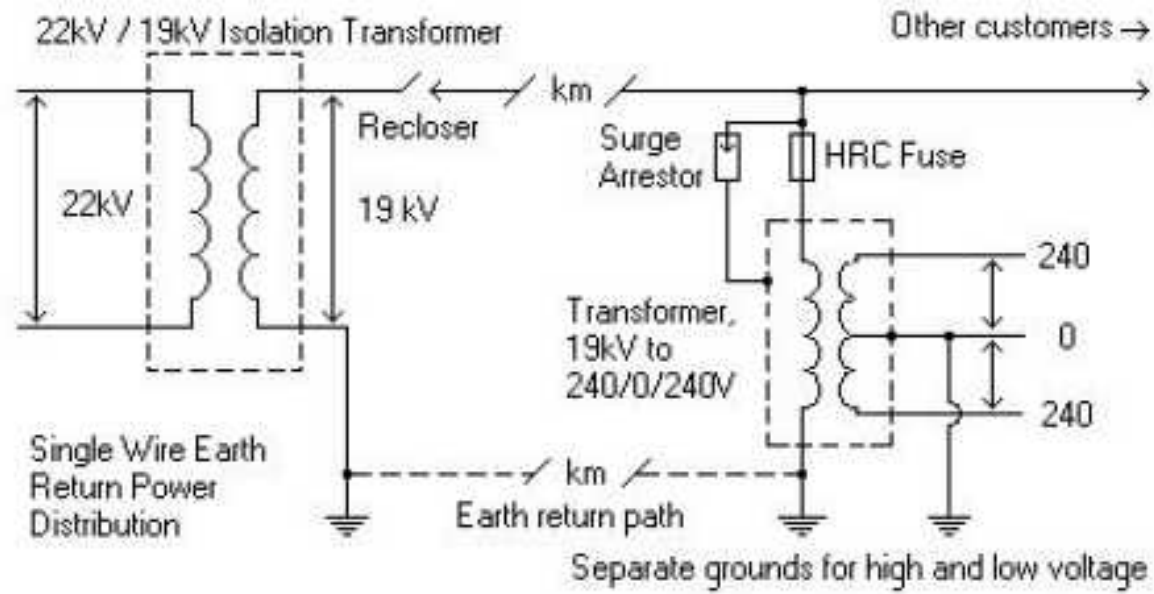 22kV / 19kV Isolation Transformer
Other customers →
km
Recloser
Surge
Arrestor
HRC Fuse
22kV
19 kV
240
Transformer,
19kV to
240/0/240V
0
240
Single Wire Earth
Return Power
Distribution
km
Earth return path
Separate grounds for high and low voltage